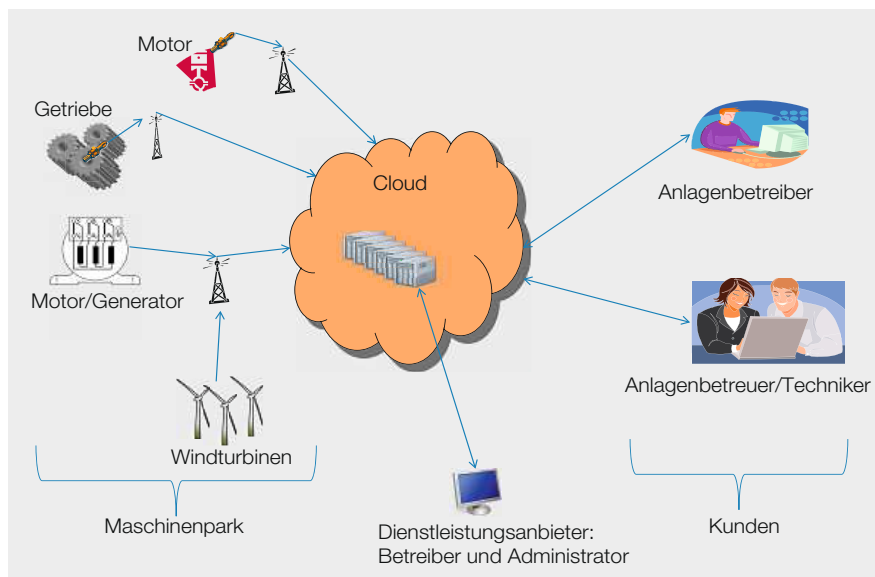 Motor
Getriebe
Cloud
Anlagenbetreiber
Motor/Generator
Anlagenbetreuer/Techniker
Windturbinen
Maschinenpark
Dienstleistungsanbieter:
Betreiber und Administrator
Kunden